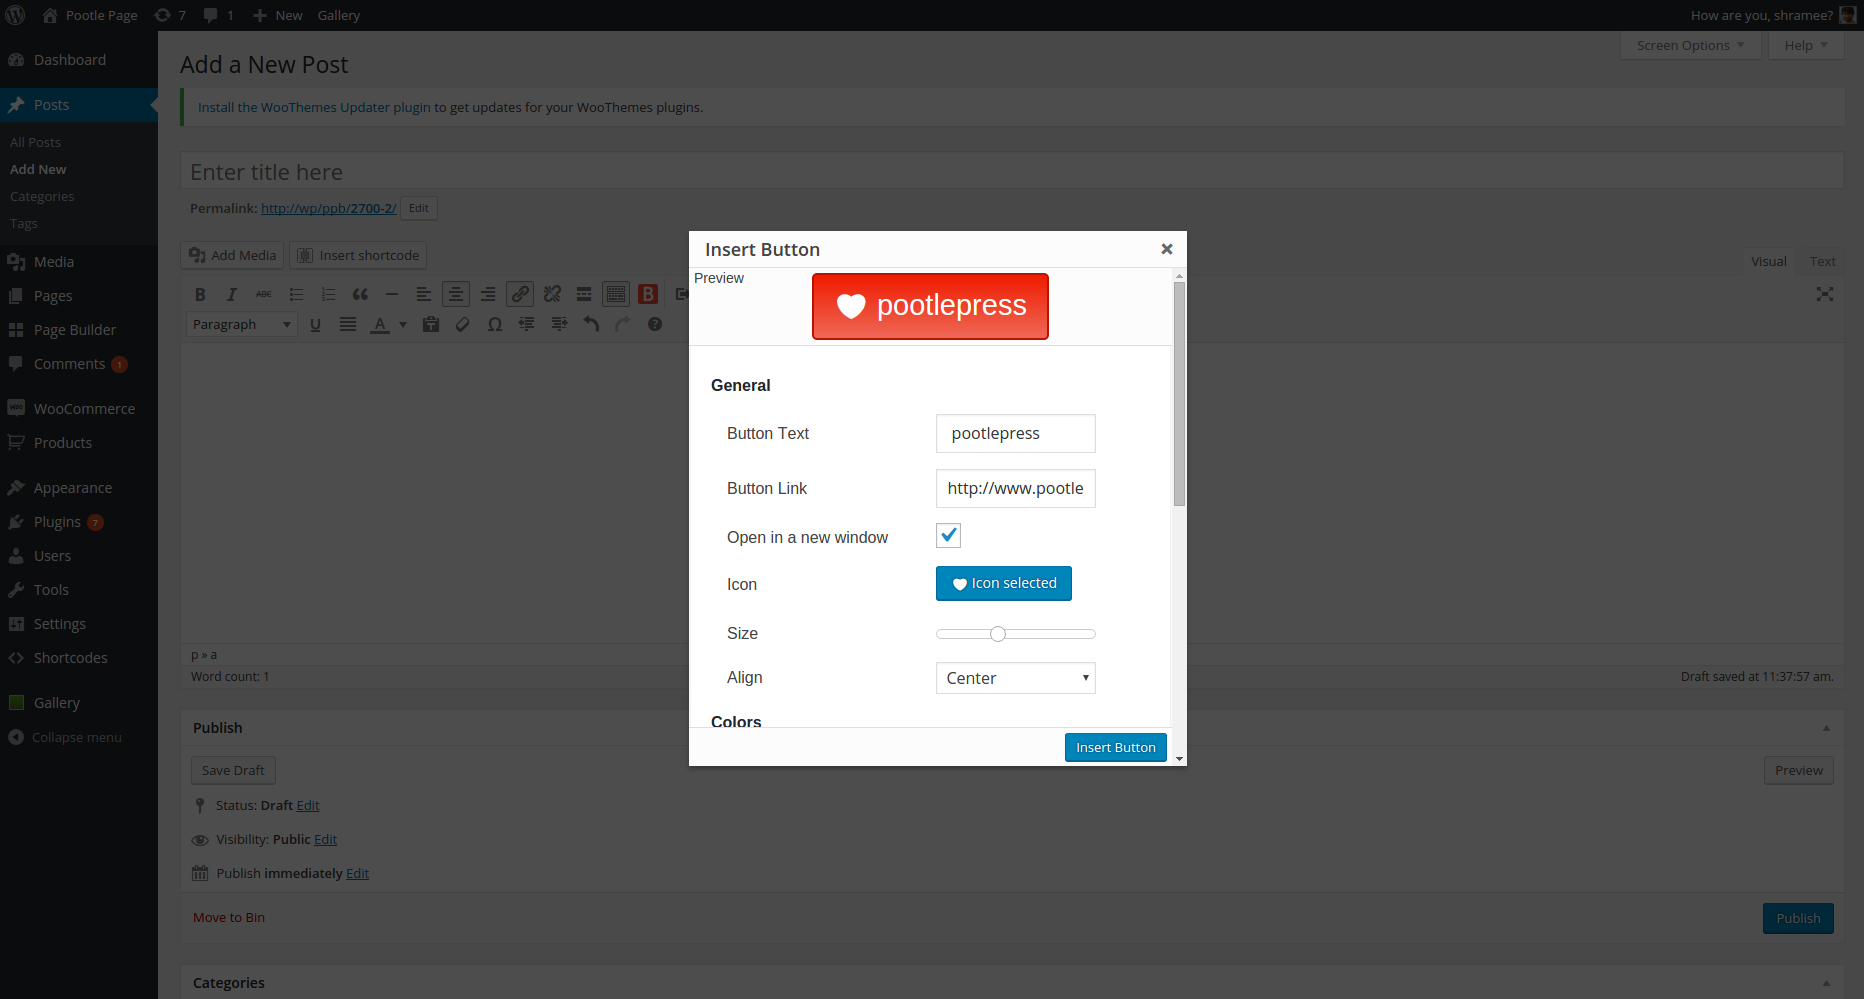 Pootle Page 7 1 New Gallery How are you, shramee?
Screen Options Help
Dashboard
Posts
All Posts
Add New
Categories
Tags
Media
Pages
Page Builder
Comments 1
WooCommerce
Products
Appearance
Plugins 7
Users
Tools
Settings
Shortcodes
Gallery
Collapse menu
Add a New Post
Install the WooThemes Updater plugin to get updates for your WooThemes plugins.
Enter title here
Permalink: http://wp/ppb/2700-2/ Edit
Add Media Insert shortcode Visual Text
B I ABC B
Paragraph U A Ω ?
p » a
Word count: 1 Draft saved at 11:37:57 am.
Insert Button
Preview
pootlepress
General
Button Text pootlepress
Button Link http://www.pootle
Open in a new window
Icon Icon selected
Size
Align Center
Colors
Insert Button
Publish
Save Draft Preview
Status: Draft Edit
Visibility: Public Edit
Publish immediately Edit
Move to Bin Publish
Categories